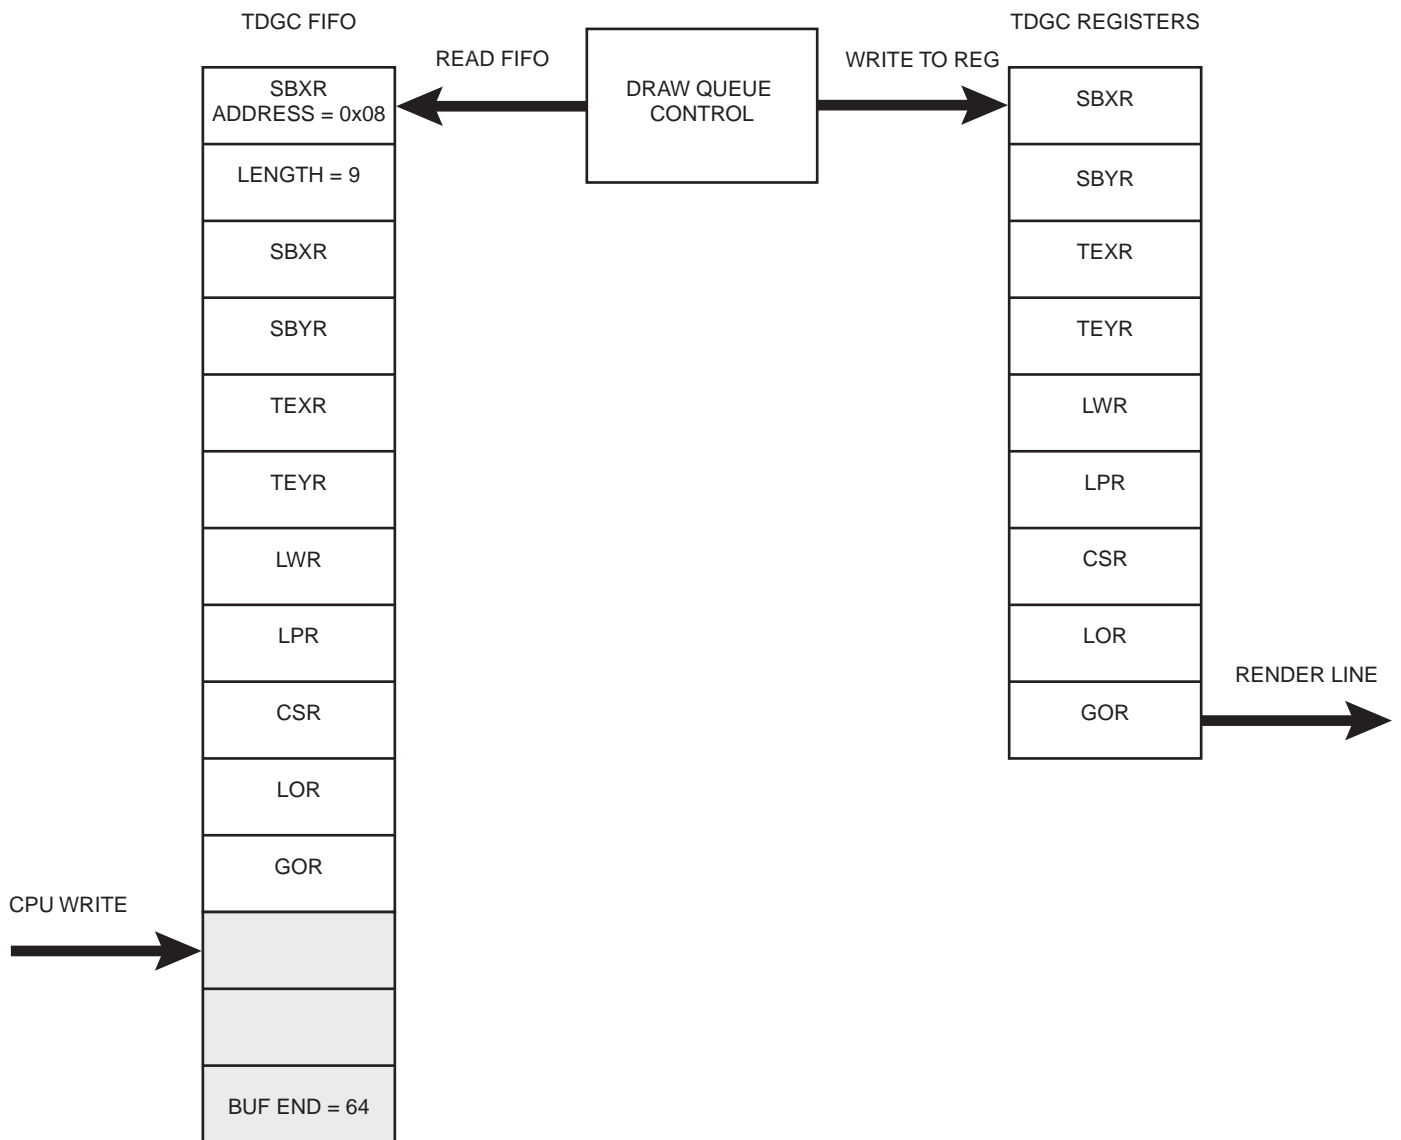 TDGC FIFO
TDGC REGISTERS
READ FIFO
WRITE TO REG
DRAW QUEUE
CONTROL
SBXR
ADDRESS = 0x08
LENGTH = 9
SBXR
SBYR
TEXR
TEYR
LWR
LPR
CSR
LOR
GOR
BUF END = 64
CPU WRITE
SBXR
SBYR
TEXR
TEYR
LWR
LPR
CSR
LOR
GOR
RENDER LINE